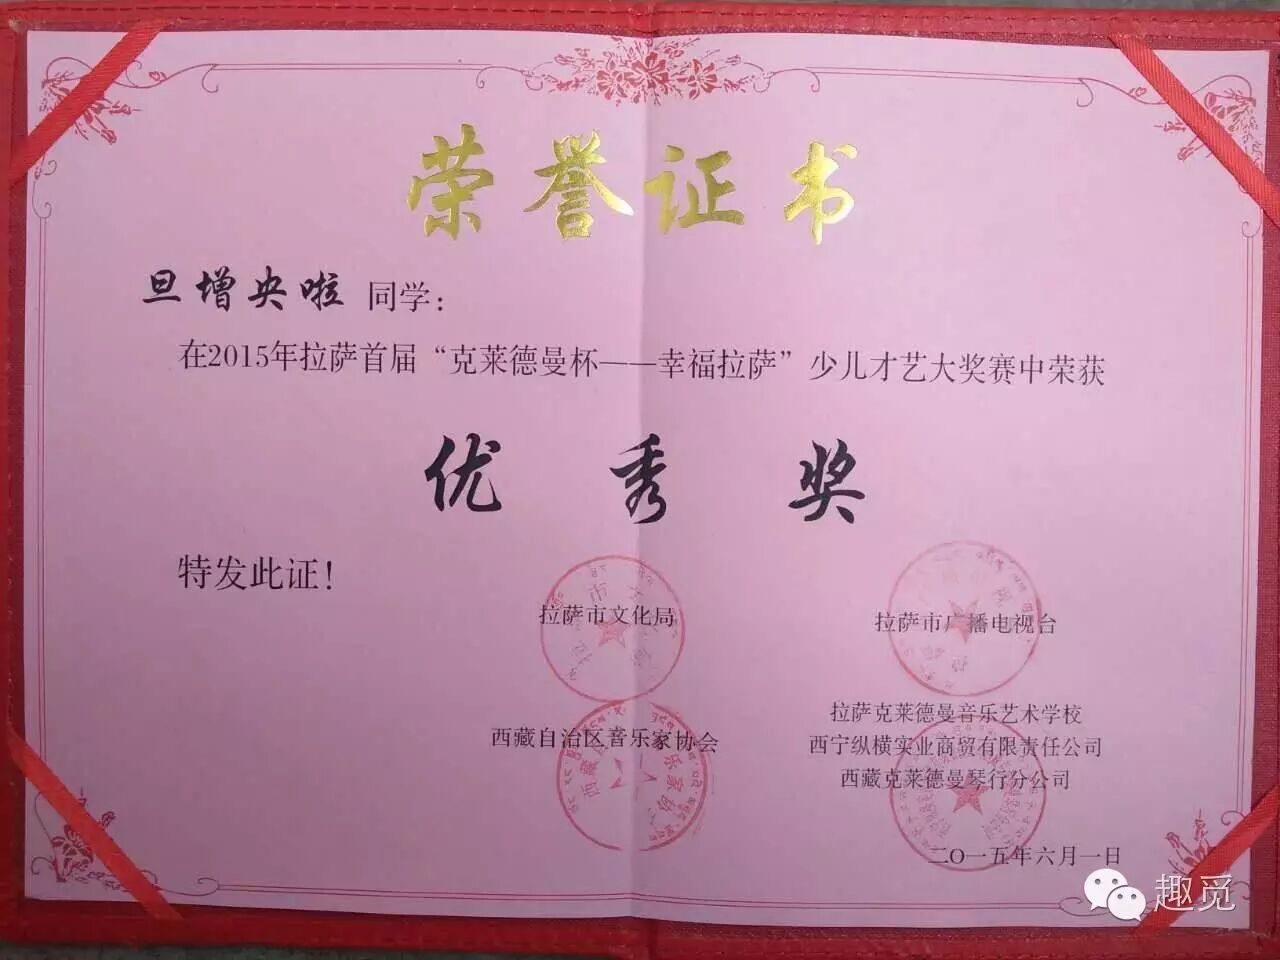 荣誉证书
旦增央啦 同学：
在2015年拉萨首届“克莱德曼杯——幸福拉萨”少儿才艺大奖赛中荣获
优秀奖
特发此证！
拉萨市文化局
拉萨市广播电视台
西藏自治区音乐家协会
拉萨克莱德曼音乐艺术学校
西宁纵横实业商贸有限责任公司
西藏克莱德曼琴行分公司
二〇一五年六月一日
趣觅